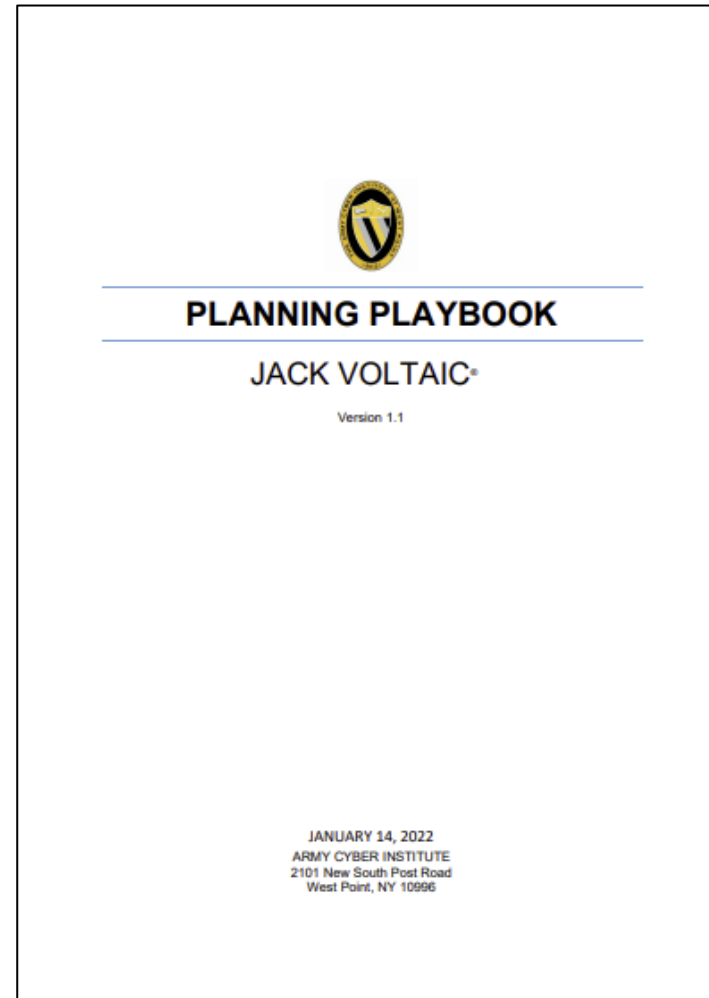 PLANNING PLAYBOOK
JACK VOLTAIC®
Version 1.1
JANUARY 14, 2022
ARMY CYBER INSTITUTE
2101 New South Post Road
West Point, NY 10996